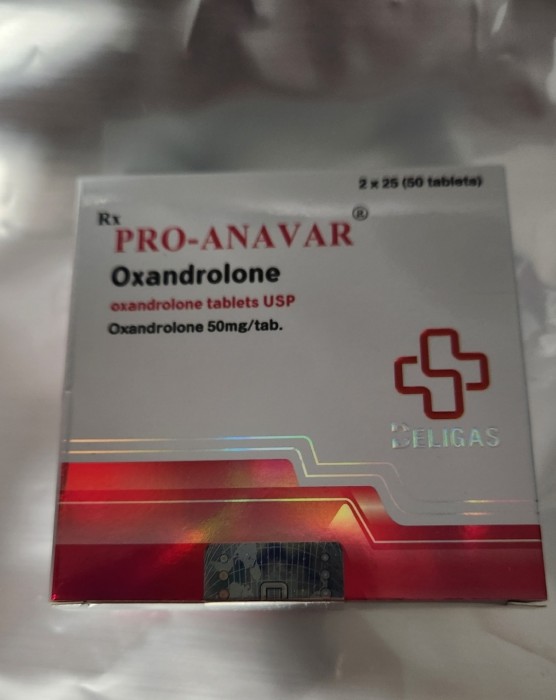 2 x 25 (50 tablets)
Rx
PRO-ANAVAR®
Oxandrolone
oxandrolone tablets USP
Oxandrolone 50mg/tab.
BELIGAS